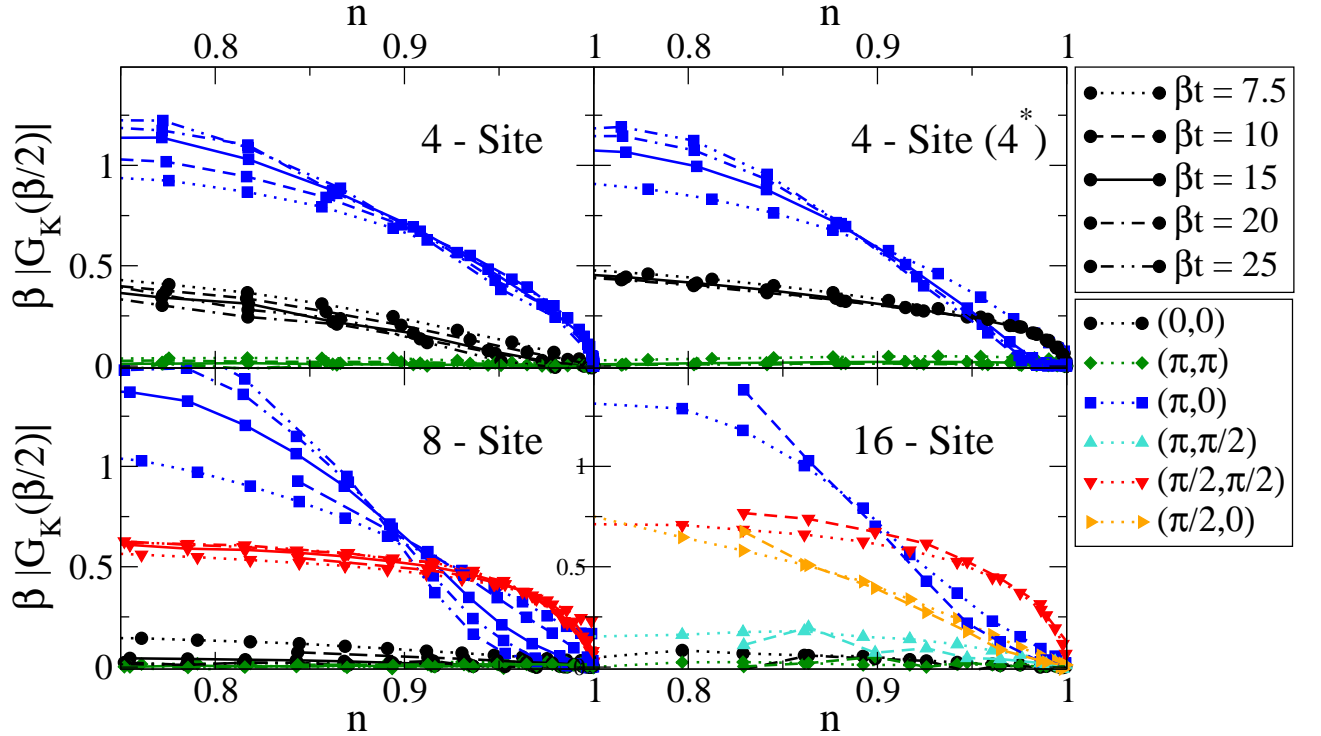 n n
0.8 0.9 1 0.8 0.9 1
β |G_K(β/2)|
1
0.5
0
4 - Site
4 - Site (4*)
β |G_K(β/2)|
1
0.5
0
8 - Site
1
0.5
0
16 - Site
0.8 0.9 1 0.8 0.9 1
n n
βt = 7.5
βt = 10
βt = 15
βt = 20
βt = 25
(0,0)
(π,π)
(π,0)
(π,π/2)
(π/2,π/2)
(π/2,0)